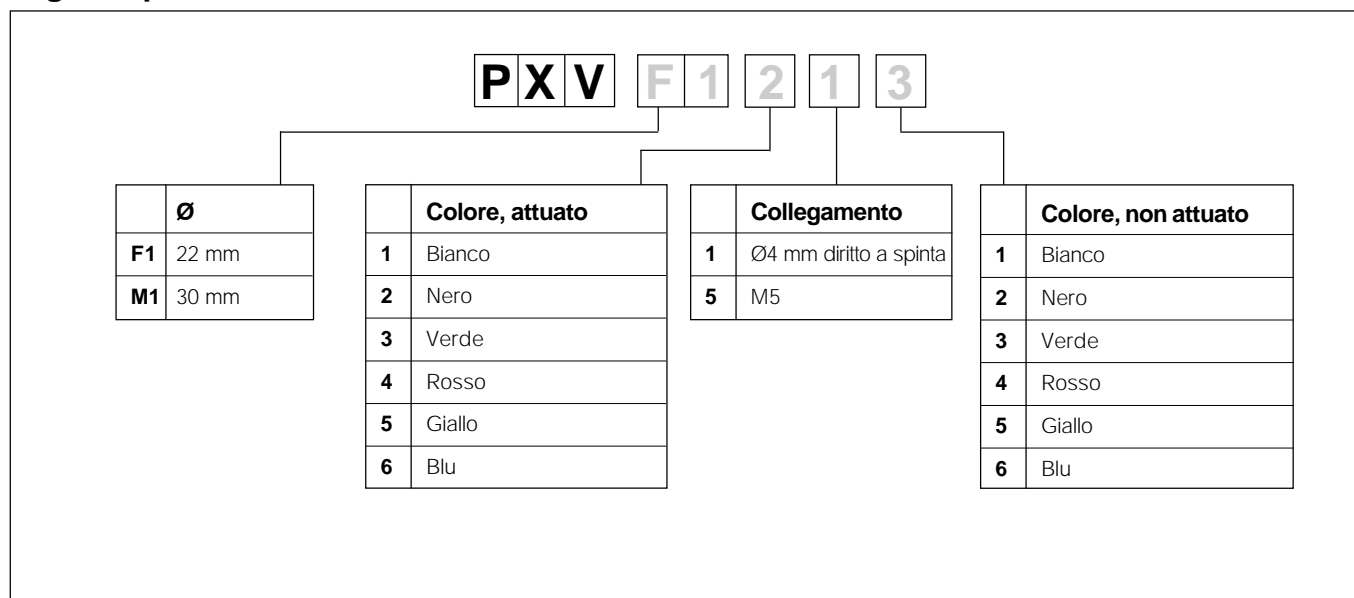 PXV F1 2 1 3
Ø
F1 22 mm
M1 30 mm
Colore, attuato
1 Bianco
2 Nero
3 Verde
4 Rosso
5 Giallo
6 Blu
Collegamento
1 Ø4 mm diritto a spinta
5 M5
Colore, non attuato
1 Bianco
2 Nero
3 Verde
4 Rosso
5 Giallo
6 Blu